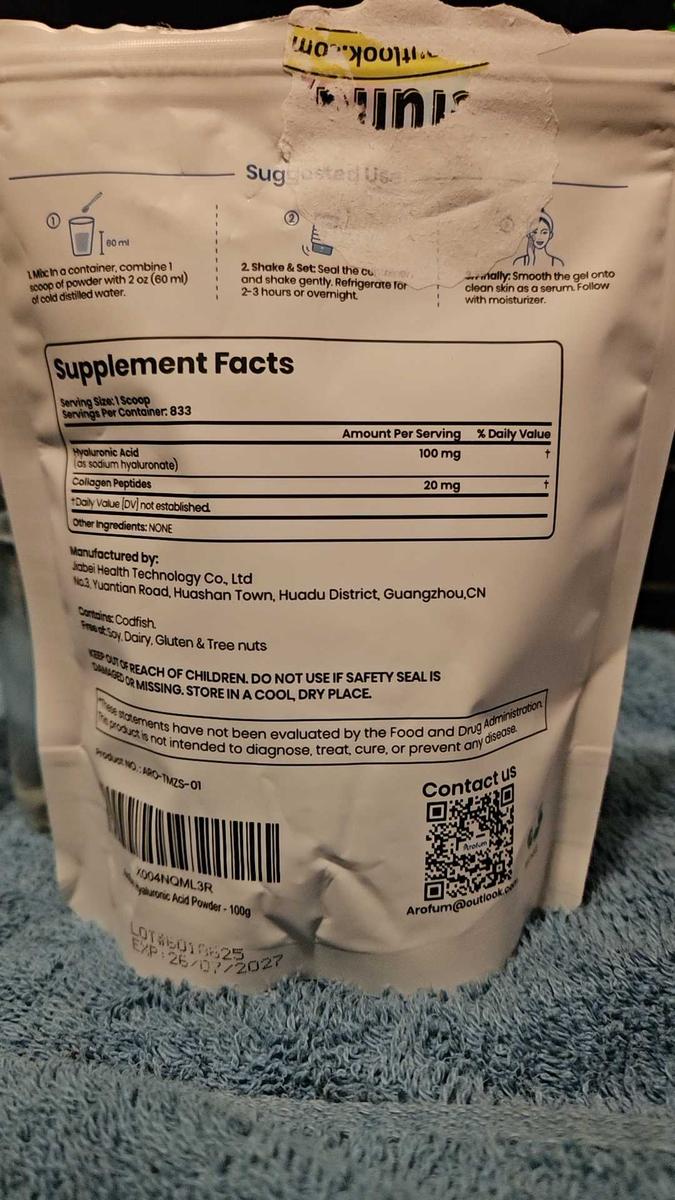 outlook.com
Suggested Use
1
60 ml
1. Mix: In a container, combine 1
scoop of powder with 2 oz (60 ml)
of cold distilled water.
2
2. Shake & Set: Seal the container
and shake gently. Refrigerate for
2-3 hours or overnight.
Smooth the gel onto
clean skin as a serum. Follow
with moisturizer.
Supplement Facts
Serving Size: 1 Scoop
Servings Per Container: 833
Amount Per Serving % Daily Value
Hyaluronic Acid 100 mg †
(as sodium hyaluronate)
Collagen Peptides 20 mg †
†Daily Value (DV) not established.
Other Ingredients: NONE
Manufactured by:
Jiabei Health Technology Co., Ltd
No.3, Yuantian Road, Huashan Town, Huadu District, Guangzhou,CN
Contains: Codfish.
Free of: Soy, Dairy, Gluten & Tree nuts
KEEP OUT OF REACH OF CHILDREN. DO NOT USE IF SAFETY SEAL IS
DAMAGED OR MISSING. STORE IN A COOL, DRY PLACE.
*These statements have not been evaluated by the Food and Drug Administration.
This product is not intended to diagnose, treat, cure, or prevent any disease.
Product NO.: ARO-TMZS-01
X004NQML3R
Hyaluronic Acid Powder - 100g
EXP: 26/07/2027
Contact us
Arofum
Arofum@outlook.com